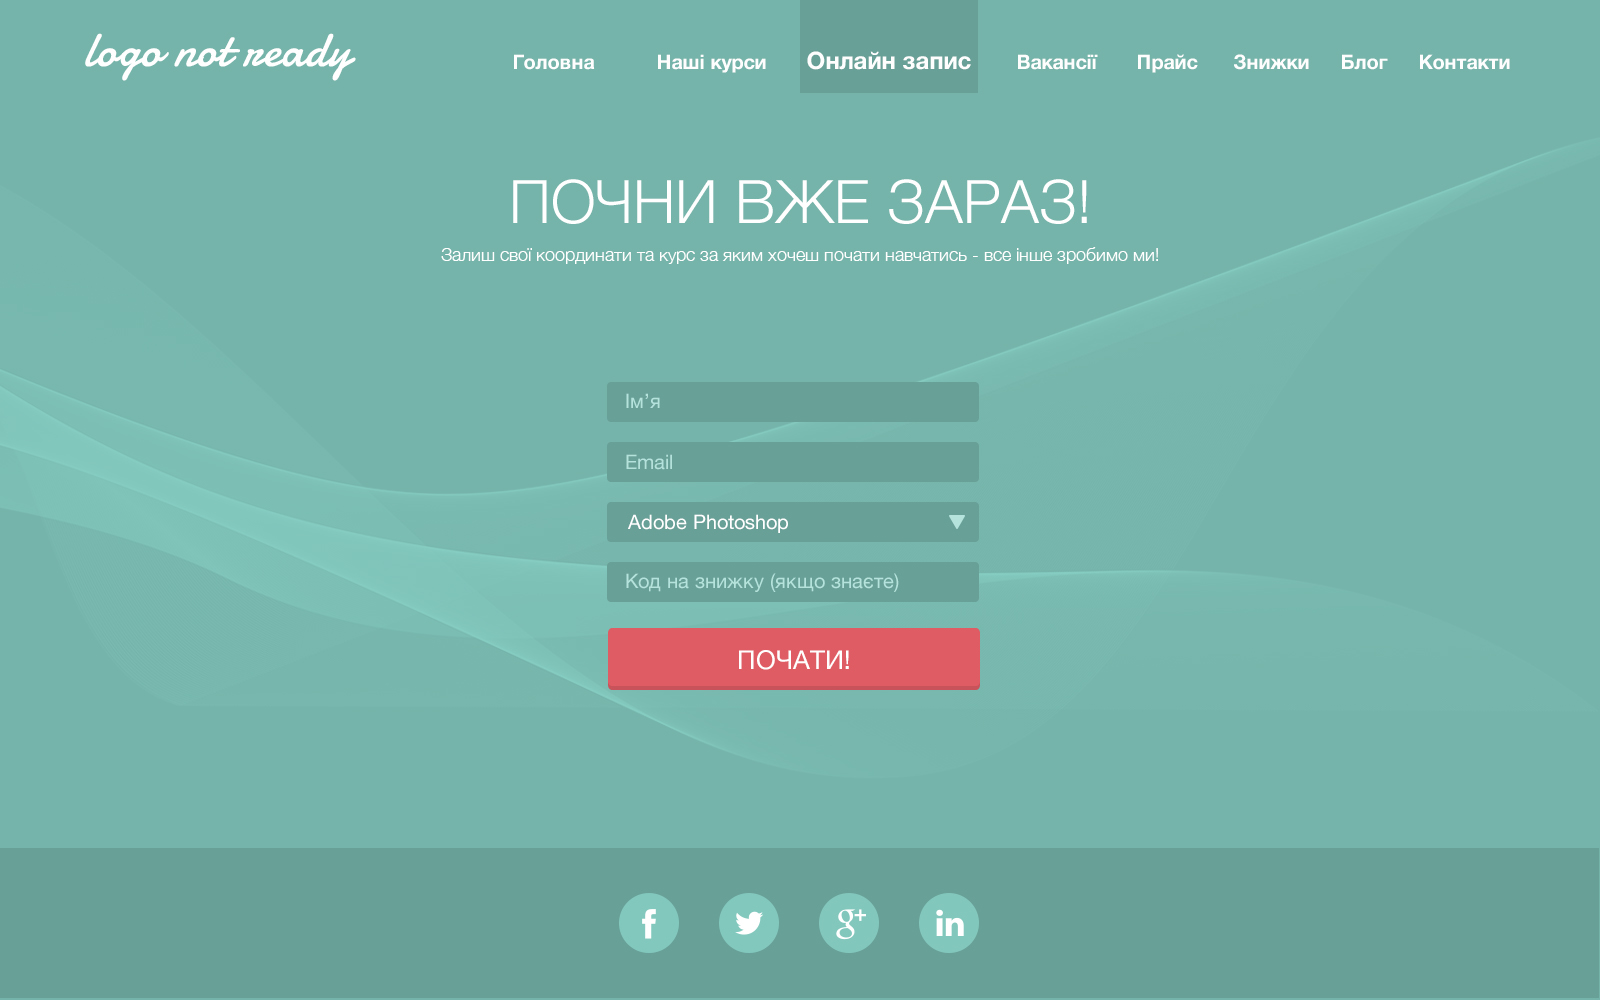 logo not ready
Головна Наші курси Онлайн запис Вакансії Прайс Знижки Блог Контакти
ПОЧНИ ВЖЕ ЗАРАЗ!
Залиш свої координати та курс за яким хочеш почати навчатись - все інше зробимо ми!
Ім’я
Email
Adobe Photoshop
Код на знижку (якщо знаєте)
ПОЧАТИ!
f g+ in